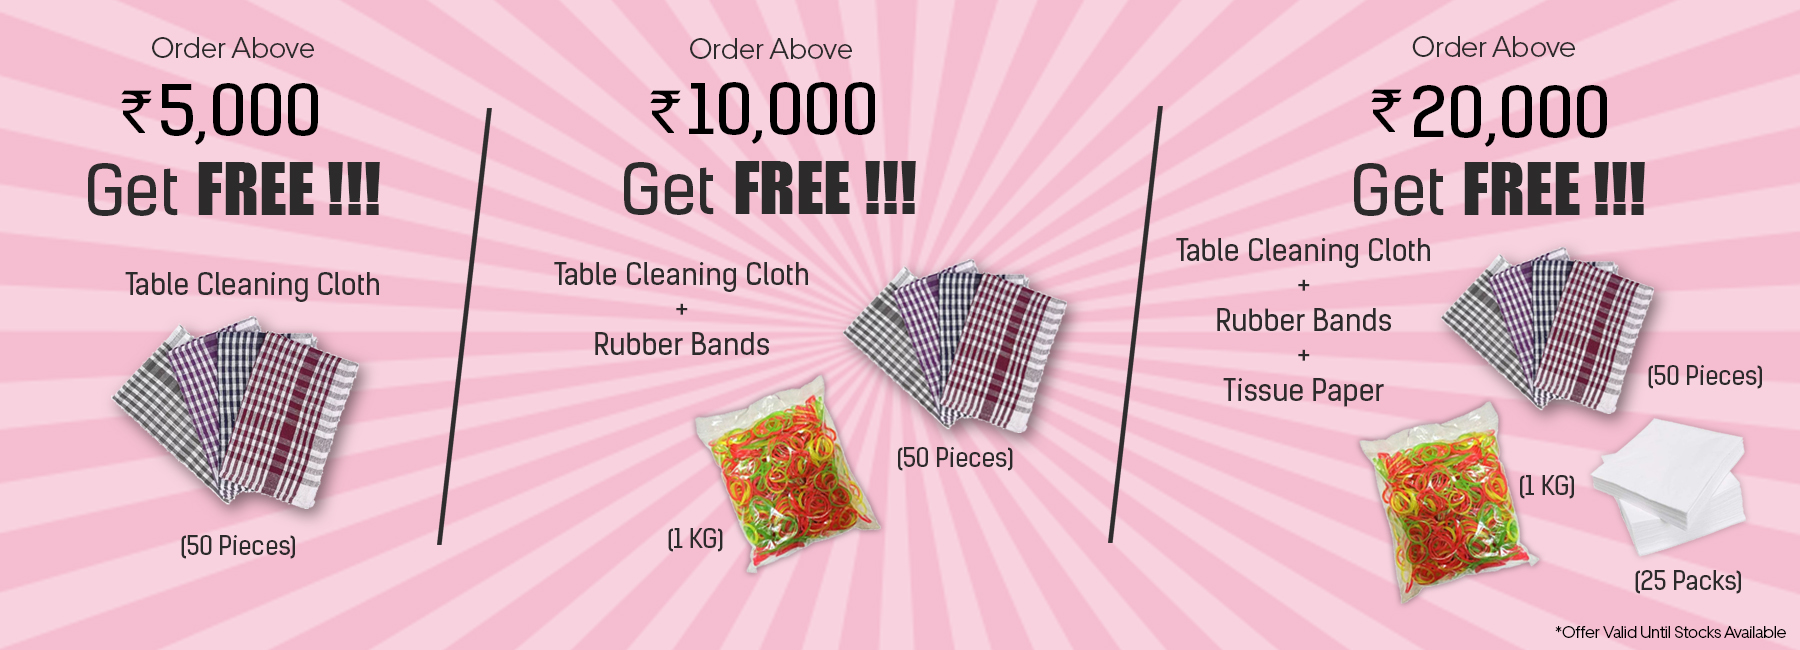 Order Above
₹5,000
Get FREE !!!
Table Cleaning Cloth
(50 Pieces)
Order Above
₹10,000
Get FREE !!!
Table Cleaning Cloth
+
Rubber Bands
(50 Pieces)
(1 KG)
Order Above
₹20,000
Get FREE !!!
Table Cleaning Cloth
+
Rubber Bands
+
Tissue Paper
(50 Pieces)
(1 KG)
(25 Packs)
*Offer Valid Until Stocks Available